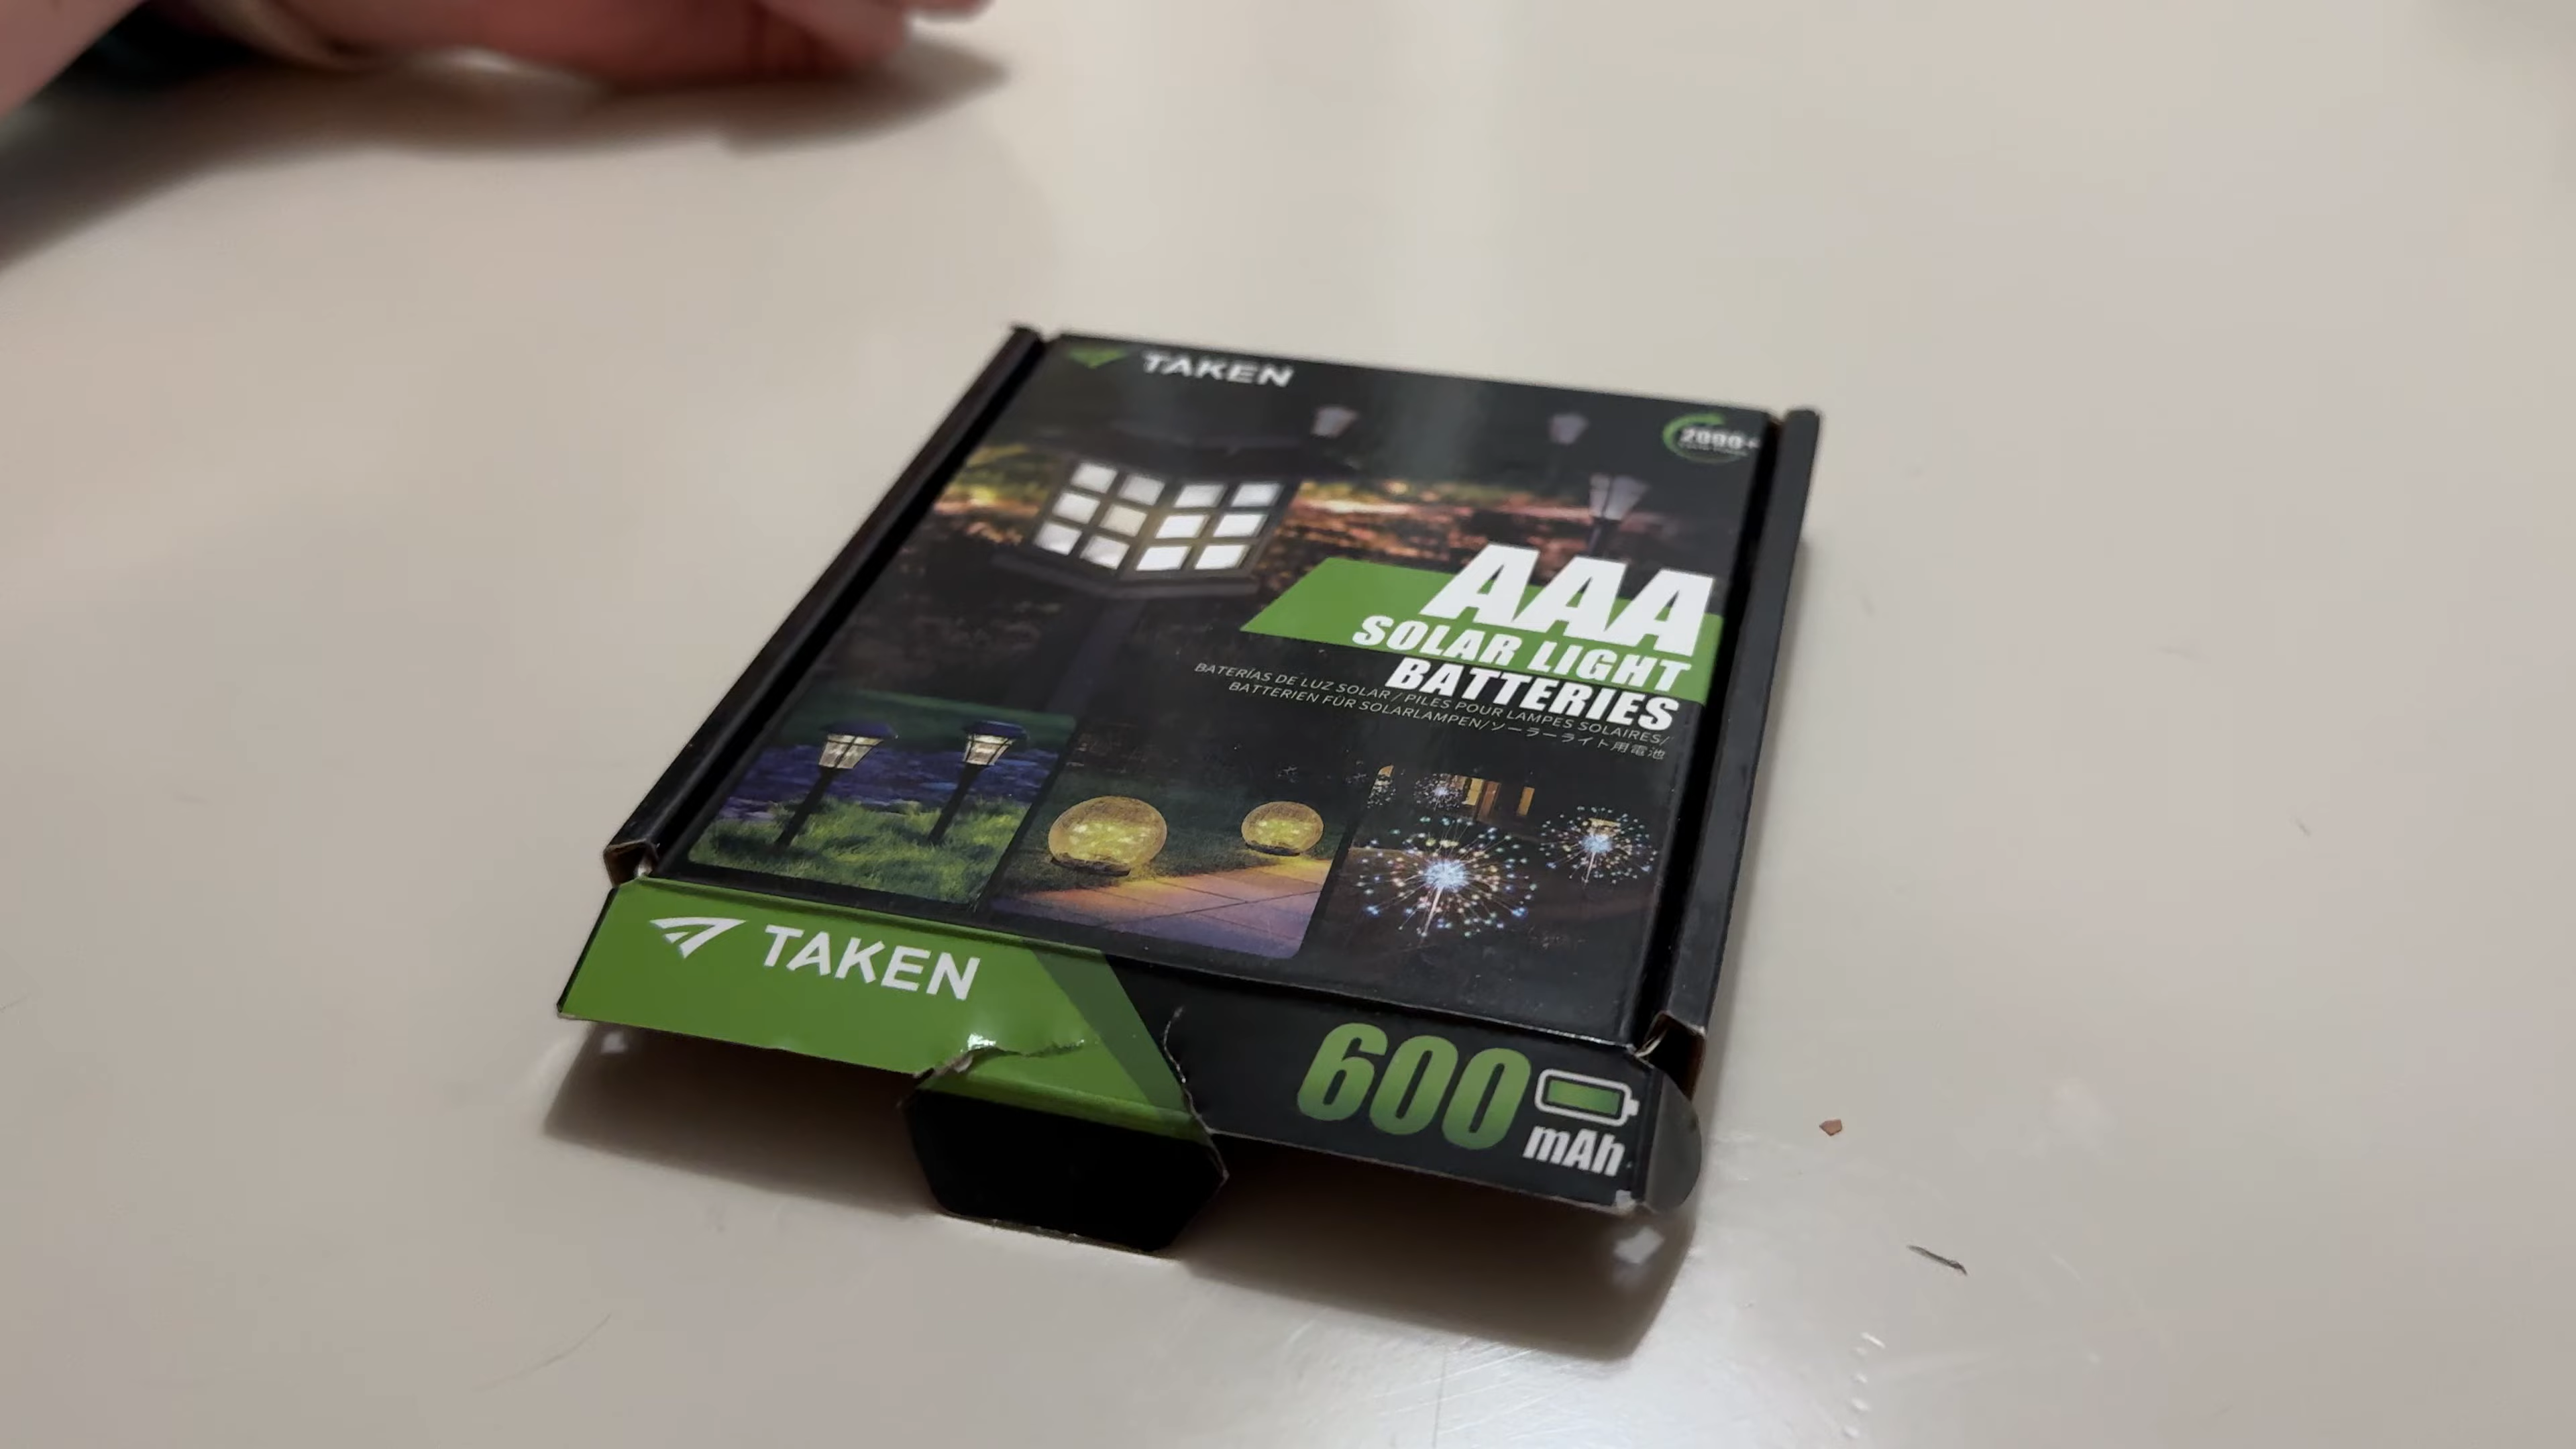 TAKEN
2000+
AAA
SOLAR LIGHT
BATTERIES
BATERÍAS DE LUZ SOLAR / PILES POUR LAMPES SOLAIRES/
BATTERIEN FÜR SOLARLAMPEN/ソーラーライト用電池
TAKEN
600
mAh